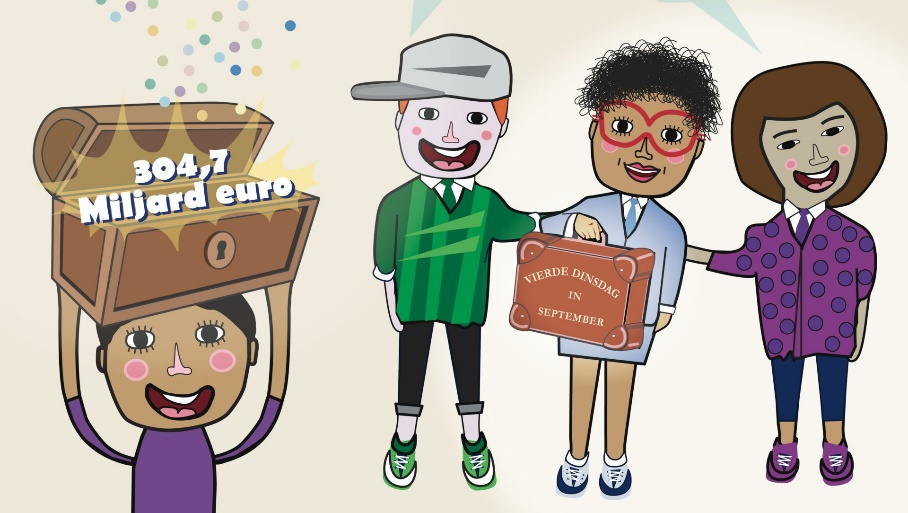 304,7
Miljard euro
VIERDE DINSDAG
IN
SEPTEMBER